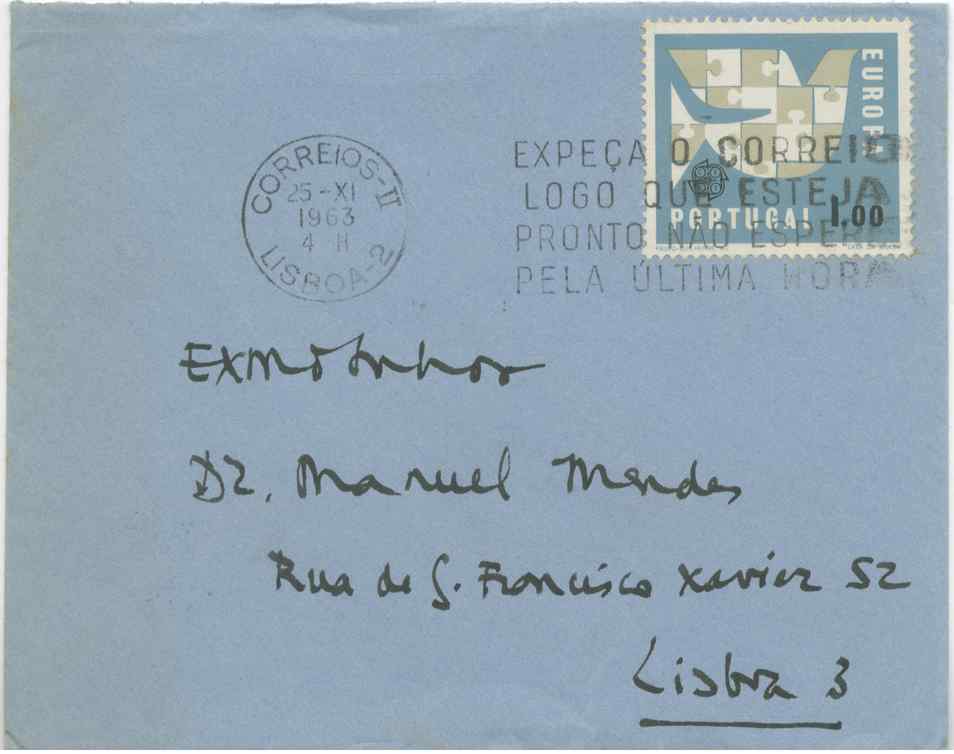 EUROPA
PORTUGAL 1.00
CORREIOS-II
25-XI
1963
4 H
LISBOA-2
EXPEÇA O CORREIO
LOGO QUE ESTEJA
PRONTO NÃO ESPERE
PELA ÚLTIMA HORA
Exmo Senhor
Dr. Manuel Mendes
Rua de S. Francisco Xavier 52
Lisboa 3